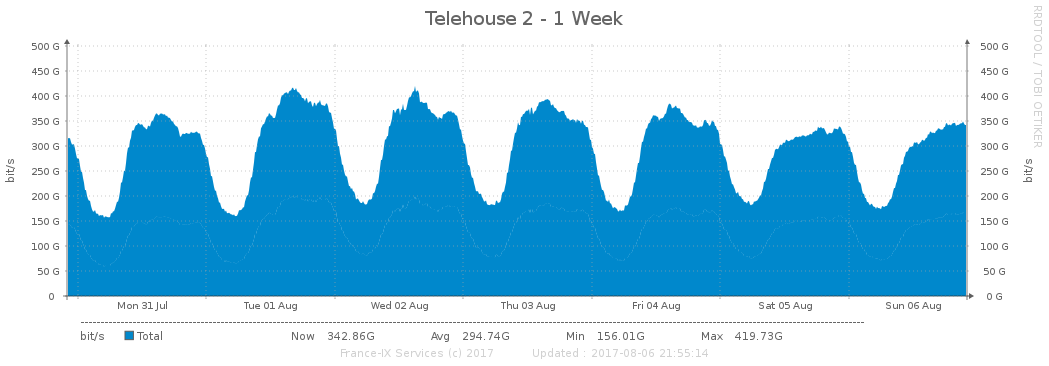 Telehouse 2 - 1 Week
RRDTOOL / TOBI OETIKER
500 G 500 G
450 G 450 G
400 G 400 G
350 G 350 G
300 G 300 G
250 G 250 G
200 G 200 G
150 G 150 G
100 G 100 G
50 G 50 G
0 0 G
bit/s
bit/s
Mon 31 Jul Tue 01 Aug Wed 02 Aug Thu 03 Aug Fri 04 Aug Sat 05 Aug Sun 06 Aug
bit/s Total Now 342.86G Avg 294.74G Min 156.01G Max 419.73G
France-IX Services (c) 2017 Updated : 2017-08-06 21:55:14